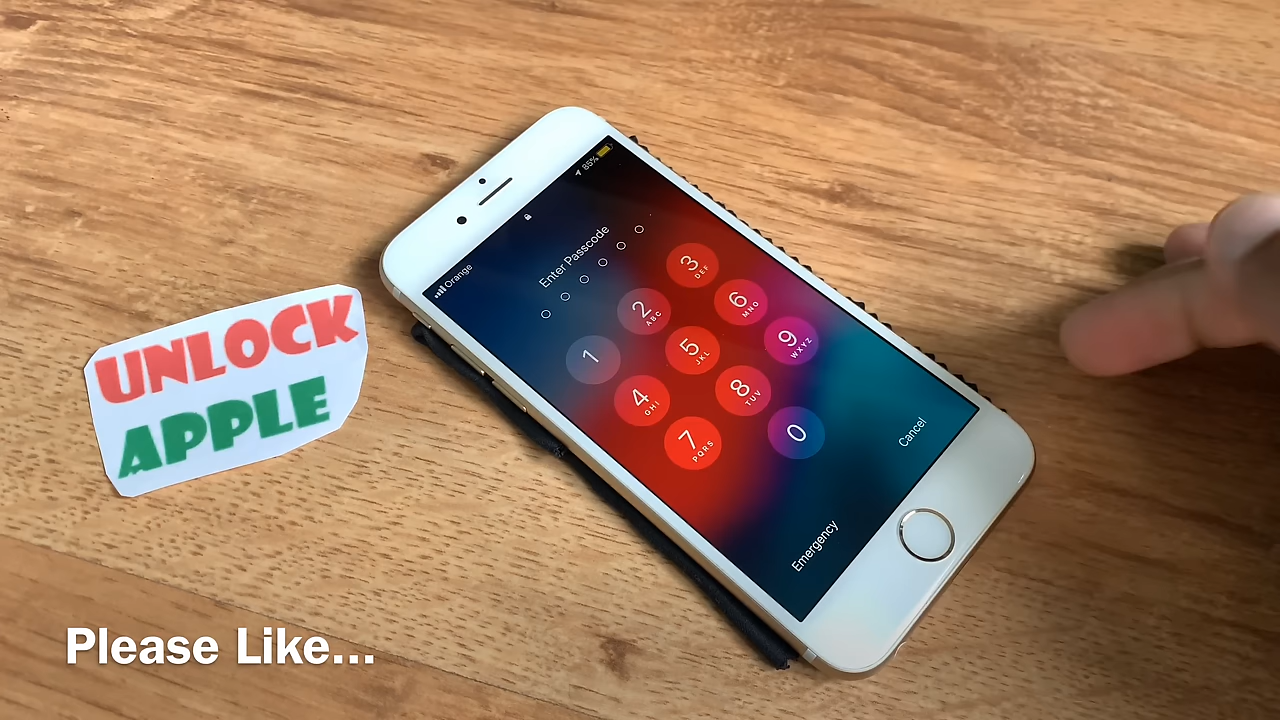 UNLOCK
APPLE
Orange
85%
Enter Passcode
1
2
ABC
3
DEF
4
GHI
5
JKL
6
MNO
7
PQRS
8
TUV
9
WXYZ
0
Emergency
Cancel
Please Like...